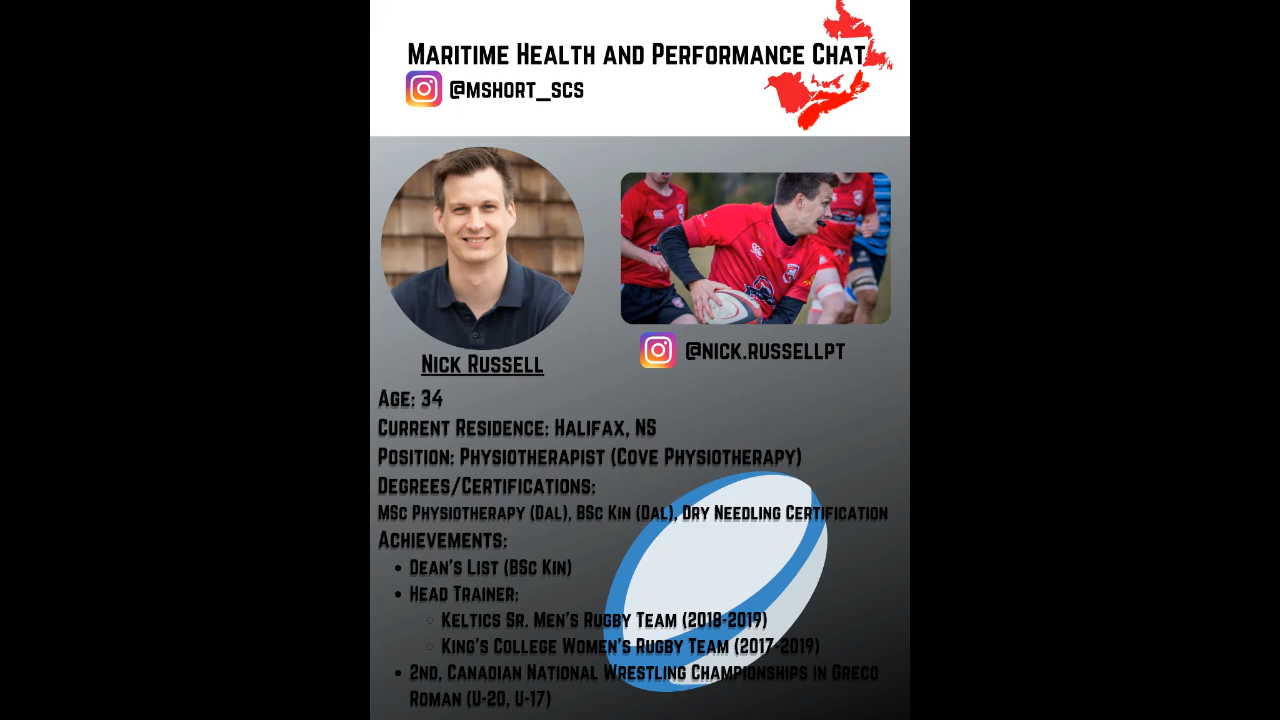 Maritime Health and Performance Chat
@mshort_scs
Nick Russell
@nick.russellpt
Age: 34
Current Residence: Halifax, NS
Position: Physiotherapist (Cove Physiotherapy)
Degrees/Certifications:
MSc Physiotherapy (Dal), BSc Kin (Dal), Dry Needling Certification
Achievements:
• Dean's List (BSc Kin)
• Head Trainer:
○ Keltics Sr. Men's Rugby Team (2018-2019)
○ King's College Women's Rugby Team (2017-2019)
• 2nd, Canadian National Wrestling Championships in Greco
Roman (U-20, U-17)